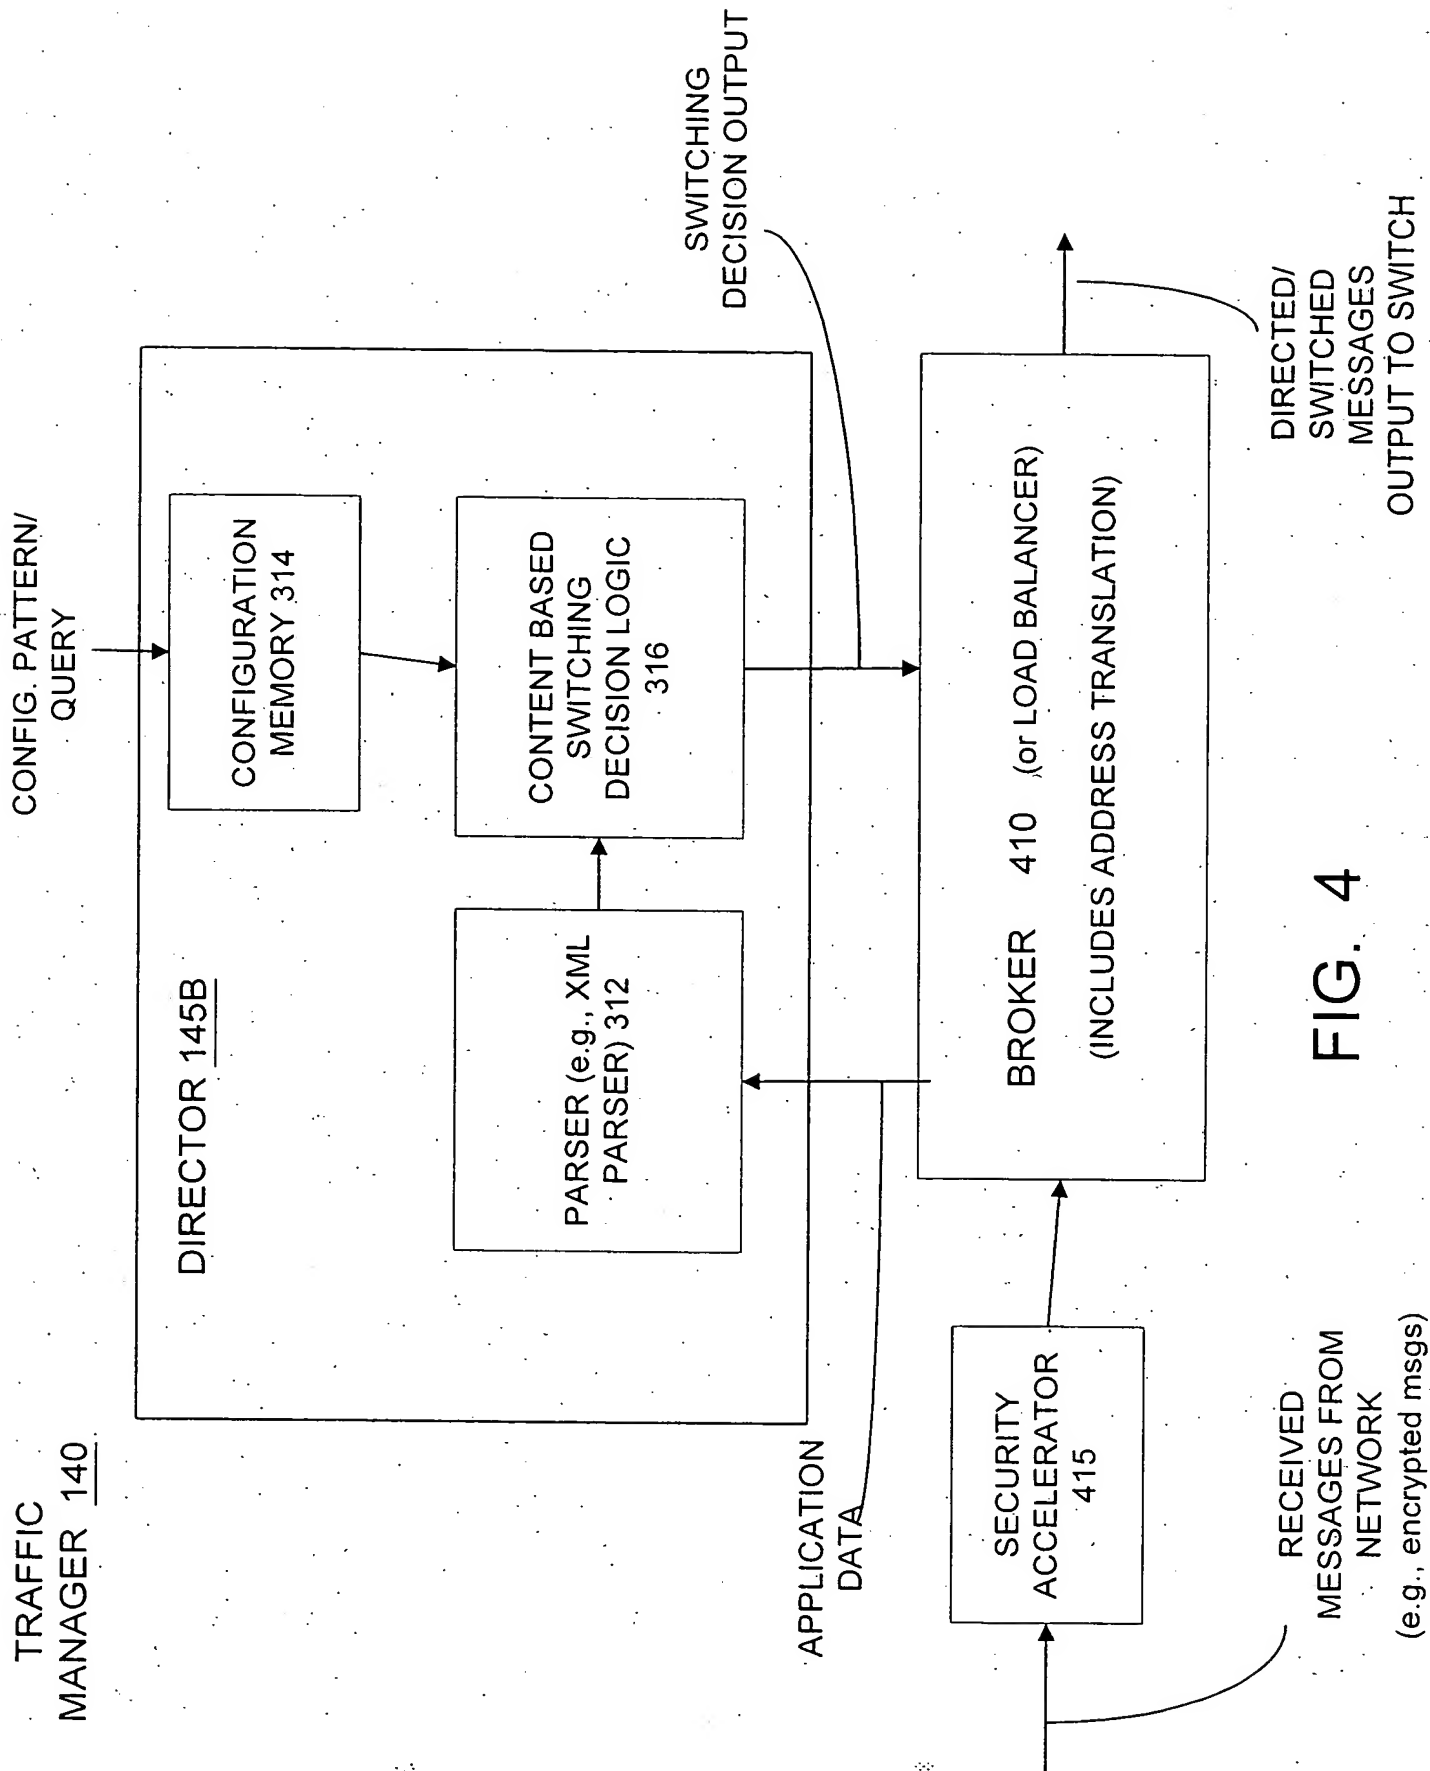 TRAFFIC
MANAGER 140
CONFIG. PATTERN/
QUERY
DIRECTOR 145B
CONFIGURATION
MEMORY 314
PARSER (e.g., XML
PARSER) 312
CONTENT BASED
SWITCHING
DECISION LOGIC
316
APPLICATION
DATA
SWITCHING
DECISION OUTPUT
SECURITY
ACCELERATOR
415
BROKER 410 (or LOAD BALANCER)
(INCLUDES ADDRESS TRANSLATION)
RECEIVED
MESSAGES FROM
NETWORK
(e.g., encrypted msgs)
DIRECTED/
SWITCHED
MESSAGES
OUTPUT TO SWITCH
FIG. 4